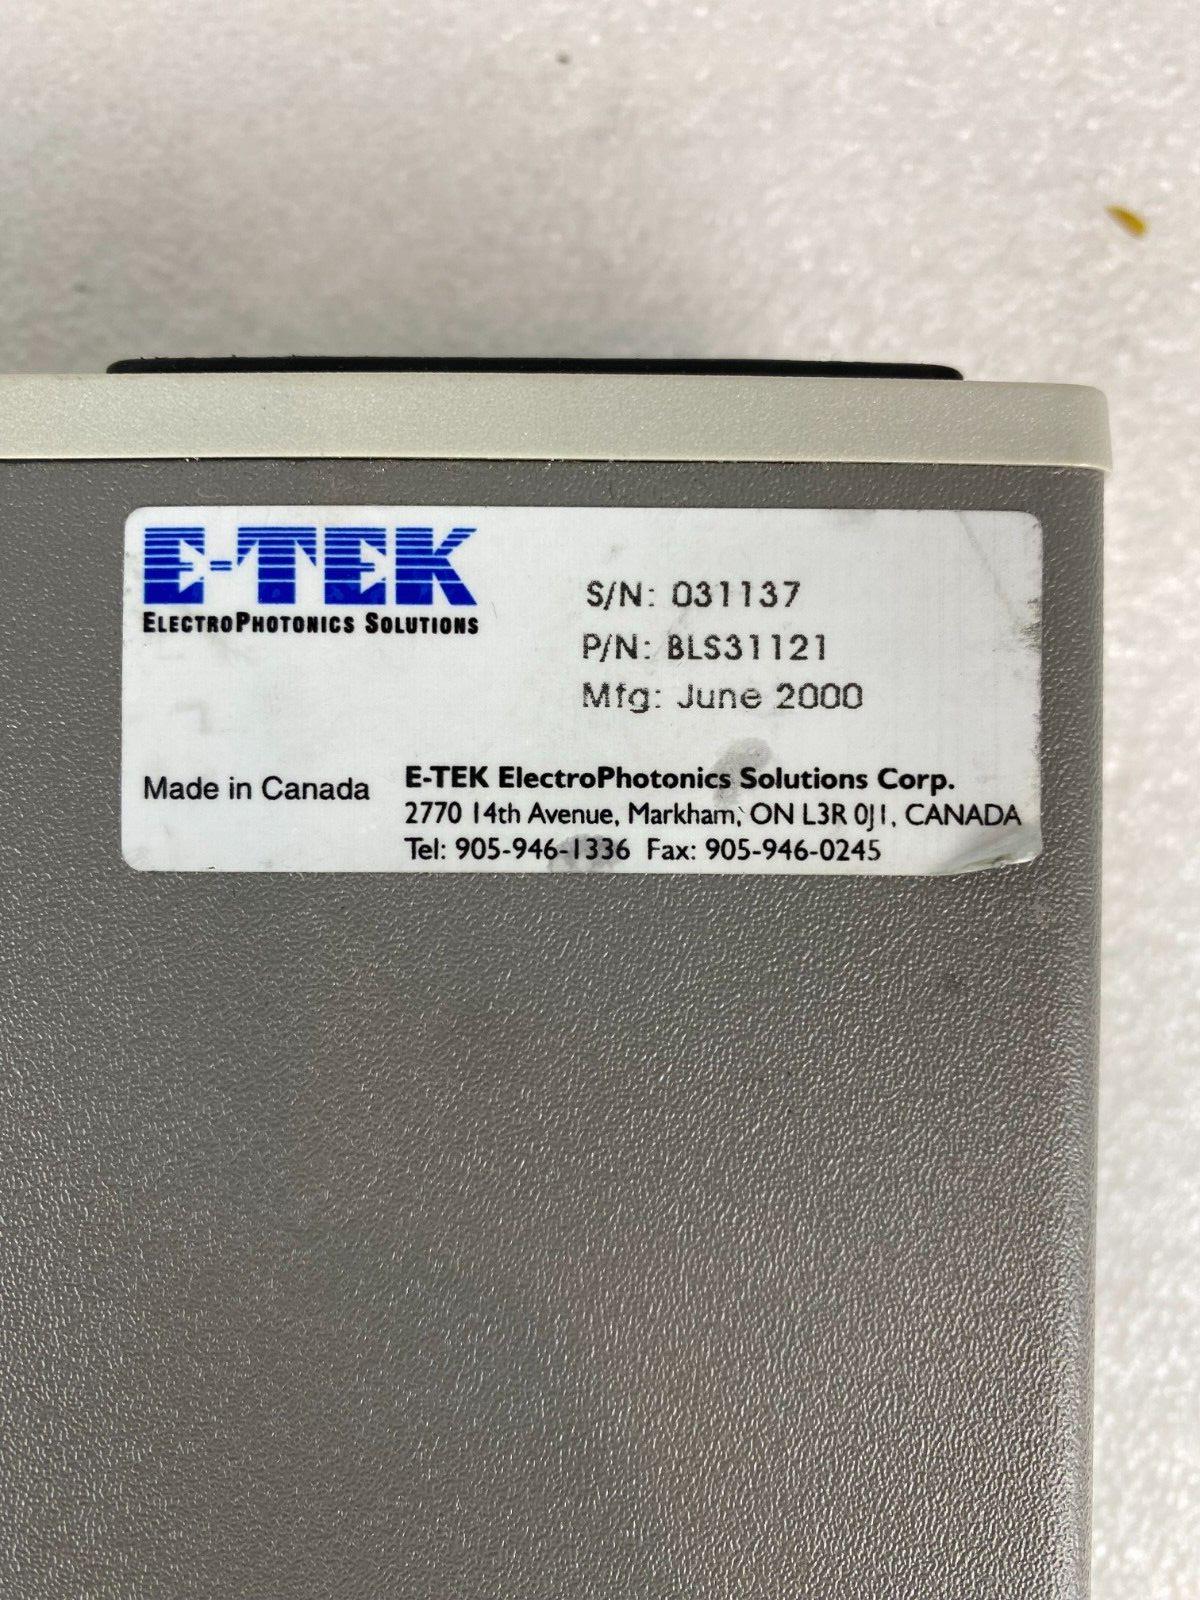 E-TEK
ELECTROPHOTONICS SOLUTIONS
S/N: 031137
P/N: BLS31121
Mfg: June 2000
Made in Canada
E-TEK ElectroPhotonics Solutions Corp.
2770 14th Avenue, Markham, ON L3R 0J1, CANADA
Tel: 905-946-1336 Fax: 905-946-0245